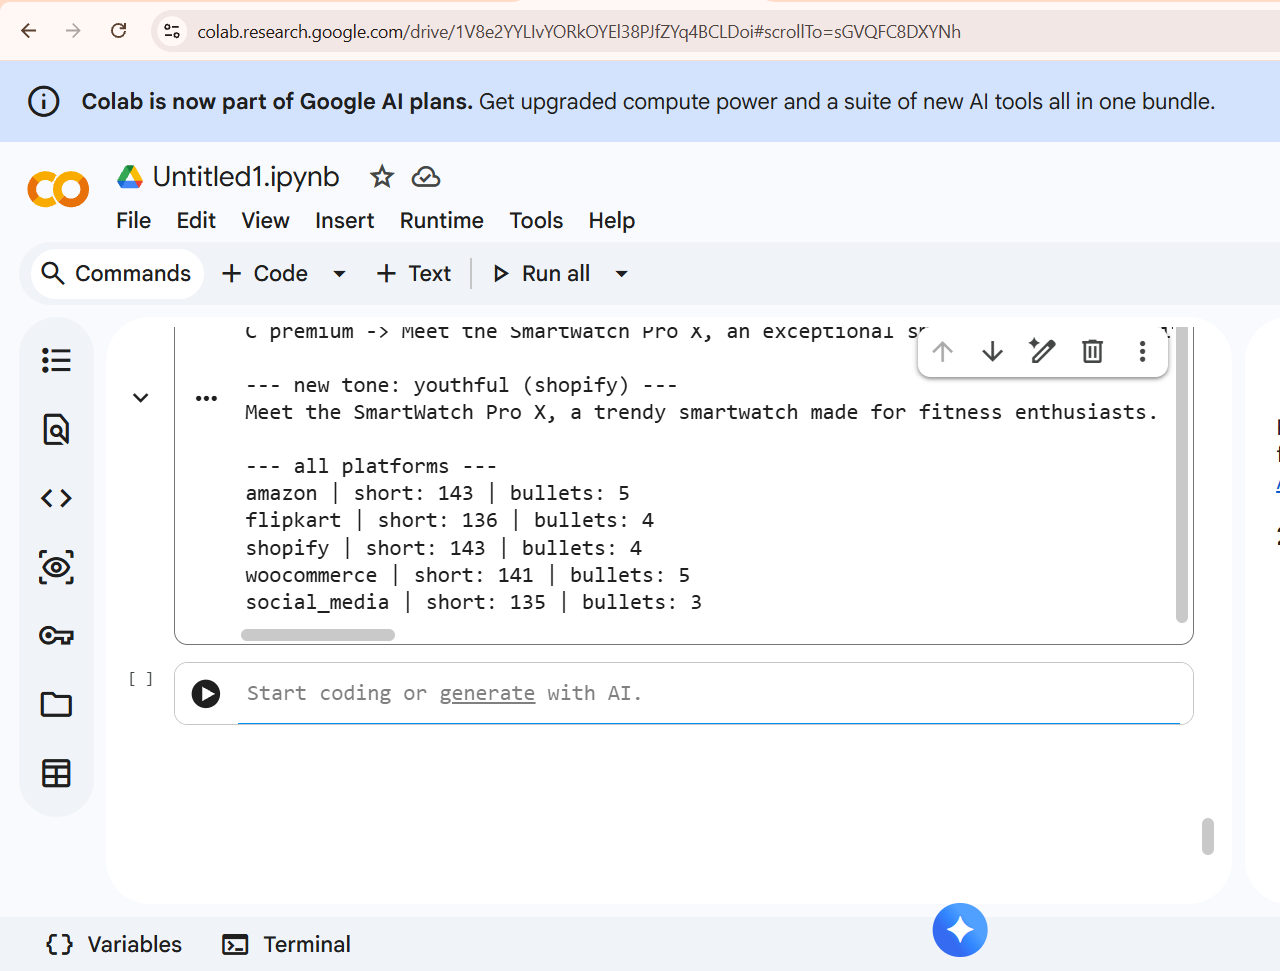 colab.research.google.com/drive/1V8e2YYLIvYORkOYEl38PJfZYq4BCLDoi#scrollTo=sGVQFC8DXYNh
Colab is now part of Google AI plans. Get upgraded compute power and a suite of new AI tools all in one bundle.
Untitled1.ipynb
File Edit View Insert Runtime Tools Help
Commands + Code + Text Run all
C premium -> Meet the SmartWatch Pro X, an exceptional
--- new tone: youthful (shopify) ---
Meet the SmartWatch Pro X, a trendy smartwatch made for fitness enthusiasts.
--- all platforms ---
amazon | short: 143 | bullets: 5
flipkart | short: 136 | bullets: 4
shopify | short: 143 | bullets: 4
woocommerce | short: 141 | bullets: 5
social_media | short: 135 | bullets: 3
[ ] Start coding or generate with AI.
Variables Terminal